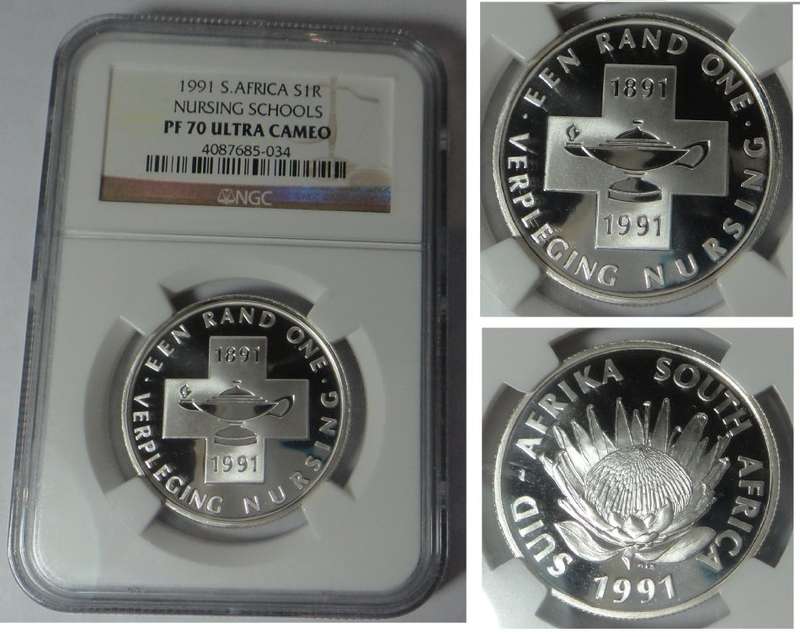 1991 S.AFRICA S1R
NURSING SCHOOLS
PF 70 ULTRA CAMEO
4087685-034
NGC
· EEN RAND ONE ·
1891
1991
VERPLEGING NURSING
· EEN RAND ONE ·
1891
1991
VERPLEGING NURSING
SUID - AFRIKA SOUTH AFRICA
1991